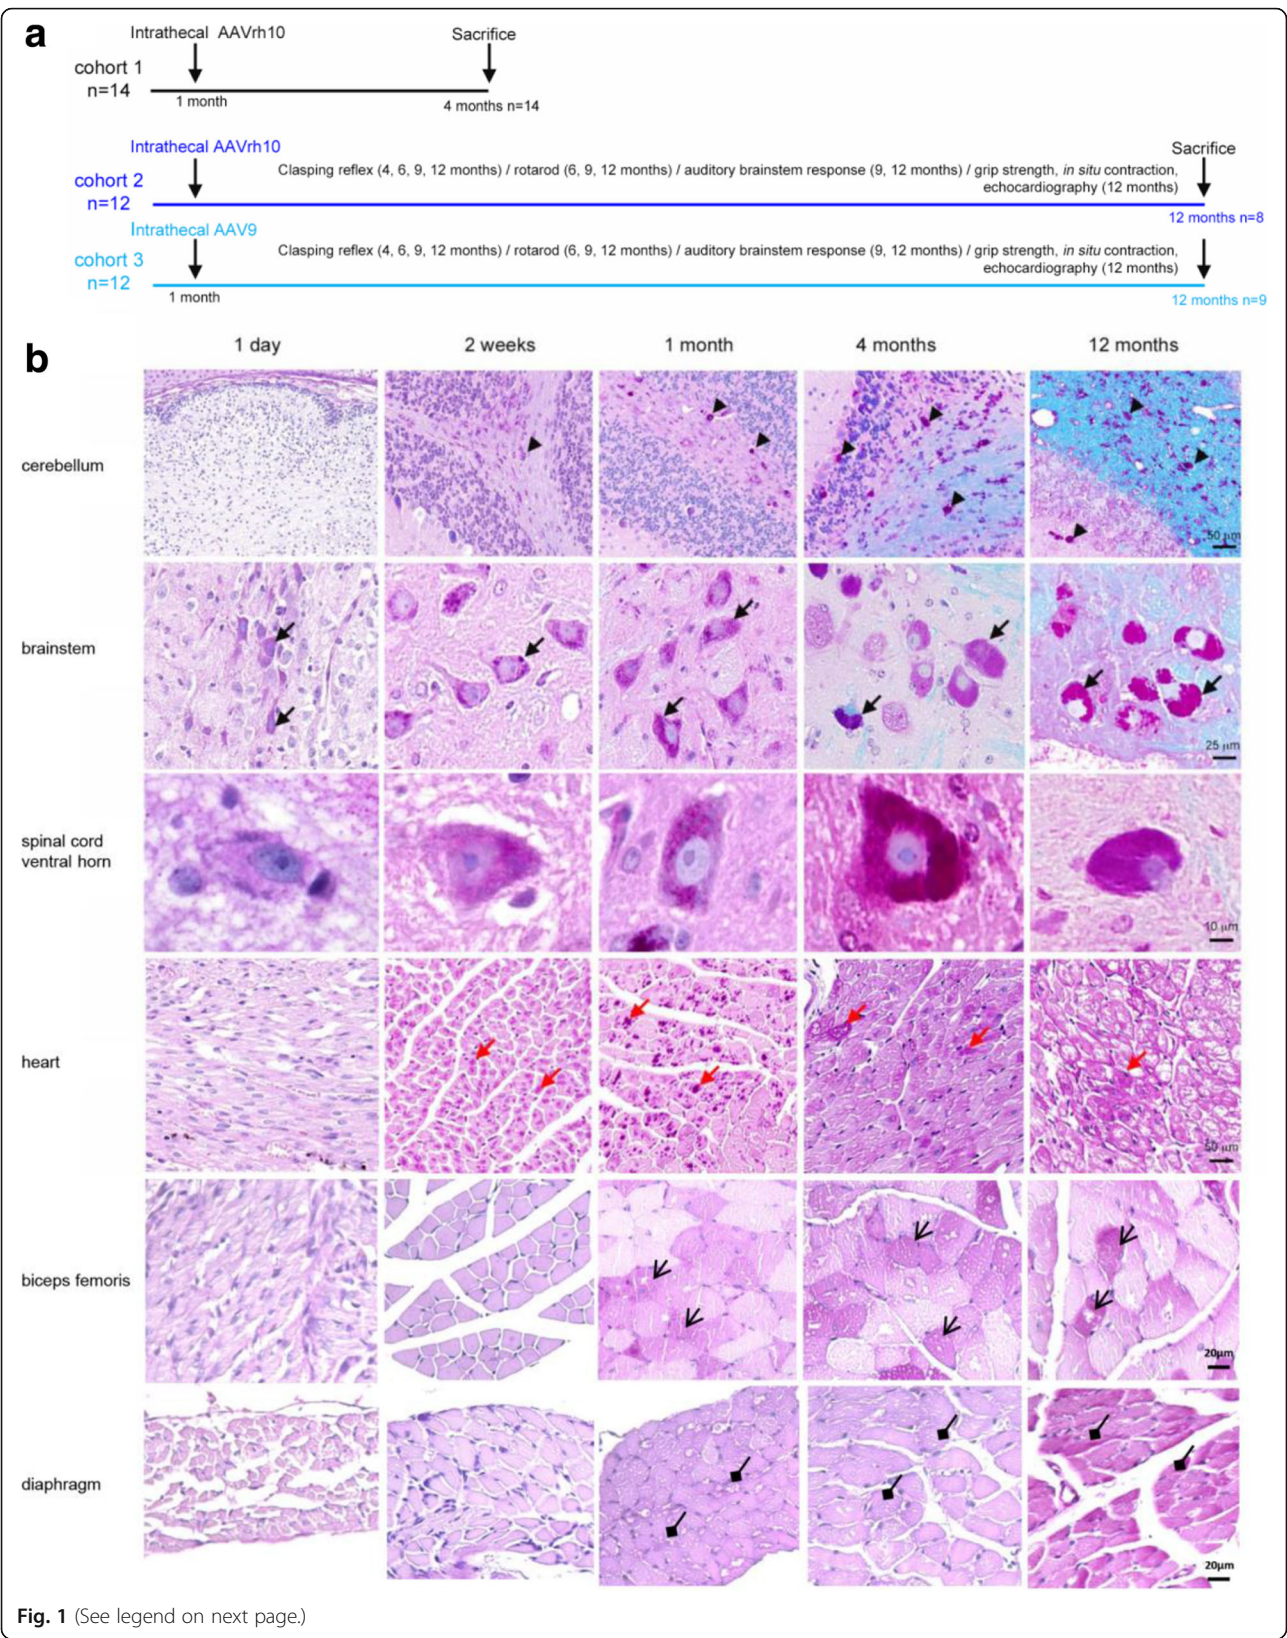 a
Intrathecal AAVrh10
Sacrifice
cohort 1
n=14
1 month
4 months n=14
Intrathecal AAVrh10
Sacrifice
Clasping reflex (4, 6, 9, 12 months) / rotarod (6, 9, 12 months) / auditory brainstem response (9, 12 months) / grip strength, in situ contraction,
echocardiography (12 months)
cohort 2
n=12
12 months n=8
Intrathecal AAV9
Clasping reflex (4, 6, 9, 12 months) / rotarod (6, 9, 12 months) / auditory brainstem response (9, 12 months) / grip strength, in situ contraction,
echocardiography (12 months)
cohort 3
n=12
1 month
12 months n=9
b
1 day 2 weeks 1 month 4 months 12 months
cerebellum
50 µm
brainstem
25 µm
spinal cord
ventral horn
10 µm
heart
50 µm
biceps femoris
20µm
diaphragm
20µm
Fig. 1 (See legend on next page.)